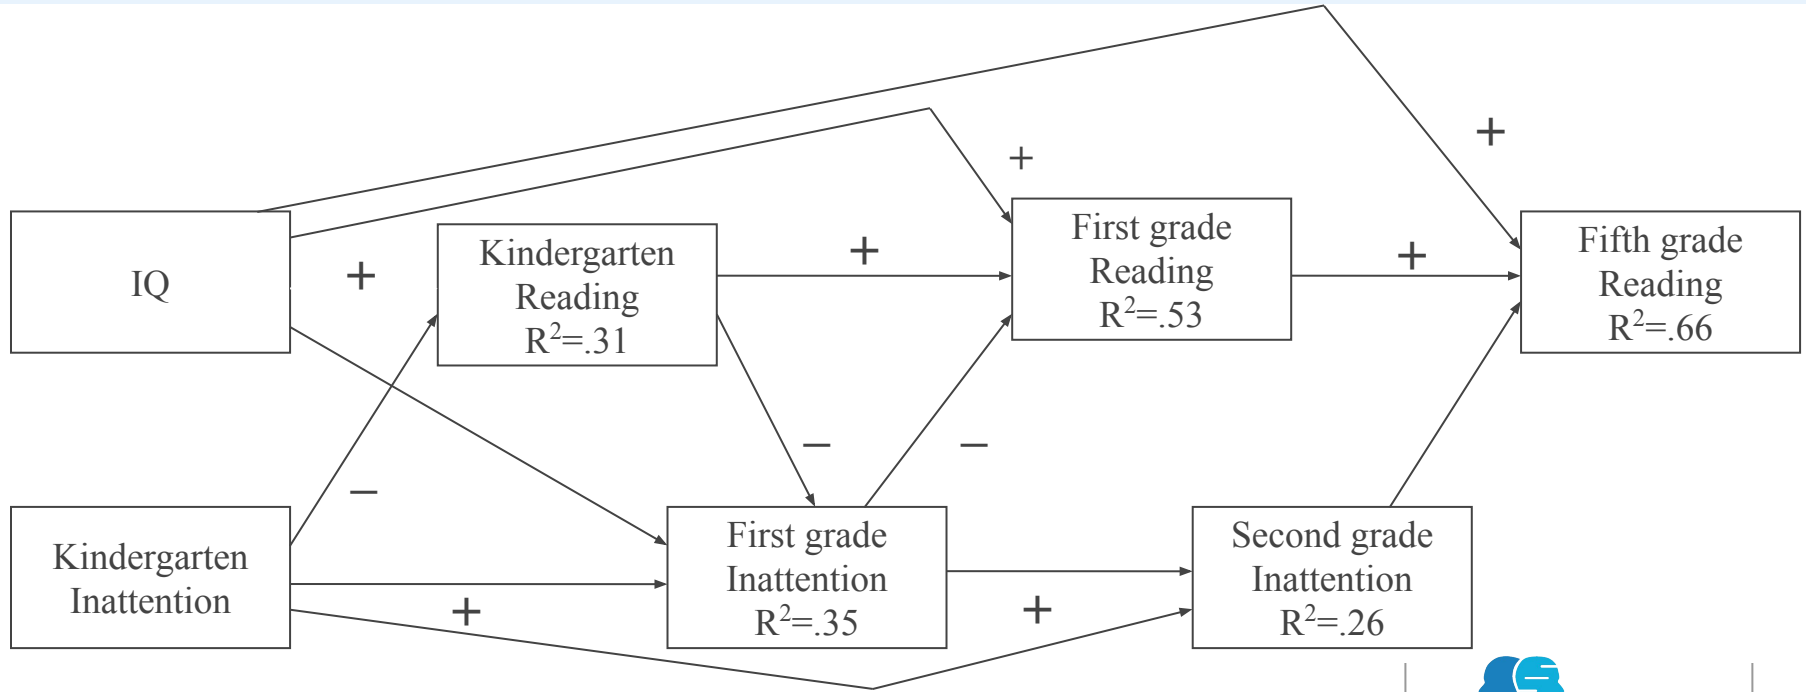 IQ
Kindergarten
Inattention
Kindergarten
Reading
R²=.31
First grade
Inattention
R²=.35
First grade
Reading
R²=.53
Second grade
Inattention
R²=.26
Fifth grade
Reading
R²=.66
+
+
+
+
+
–
–
–
+
+